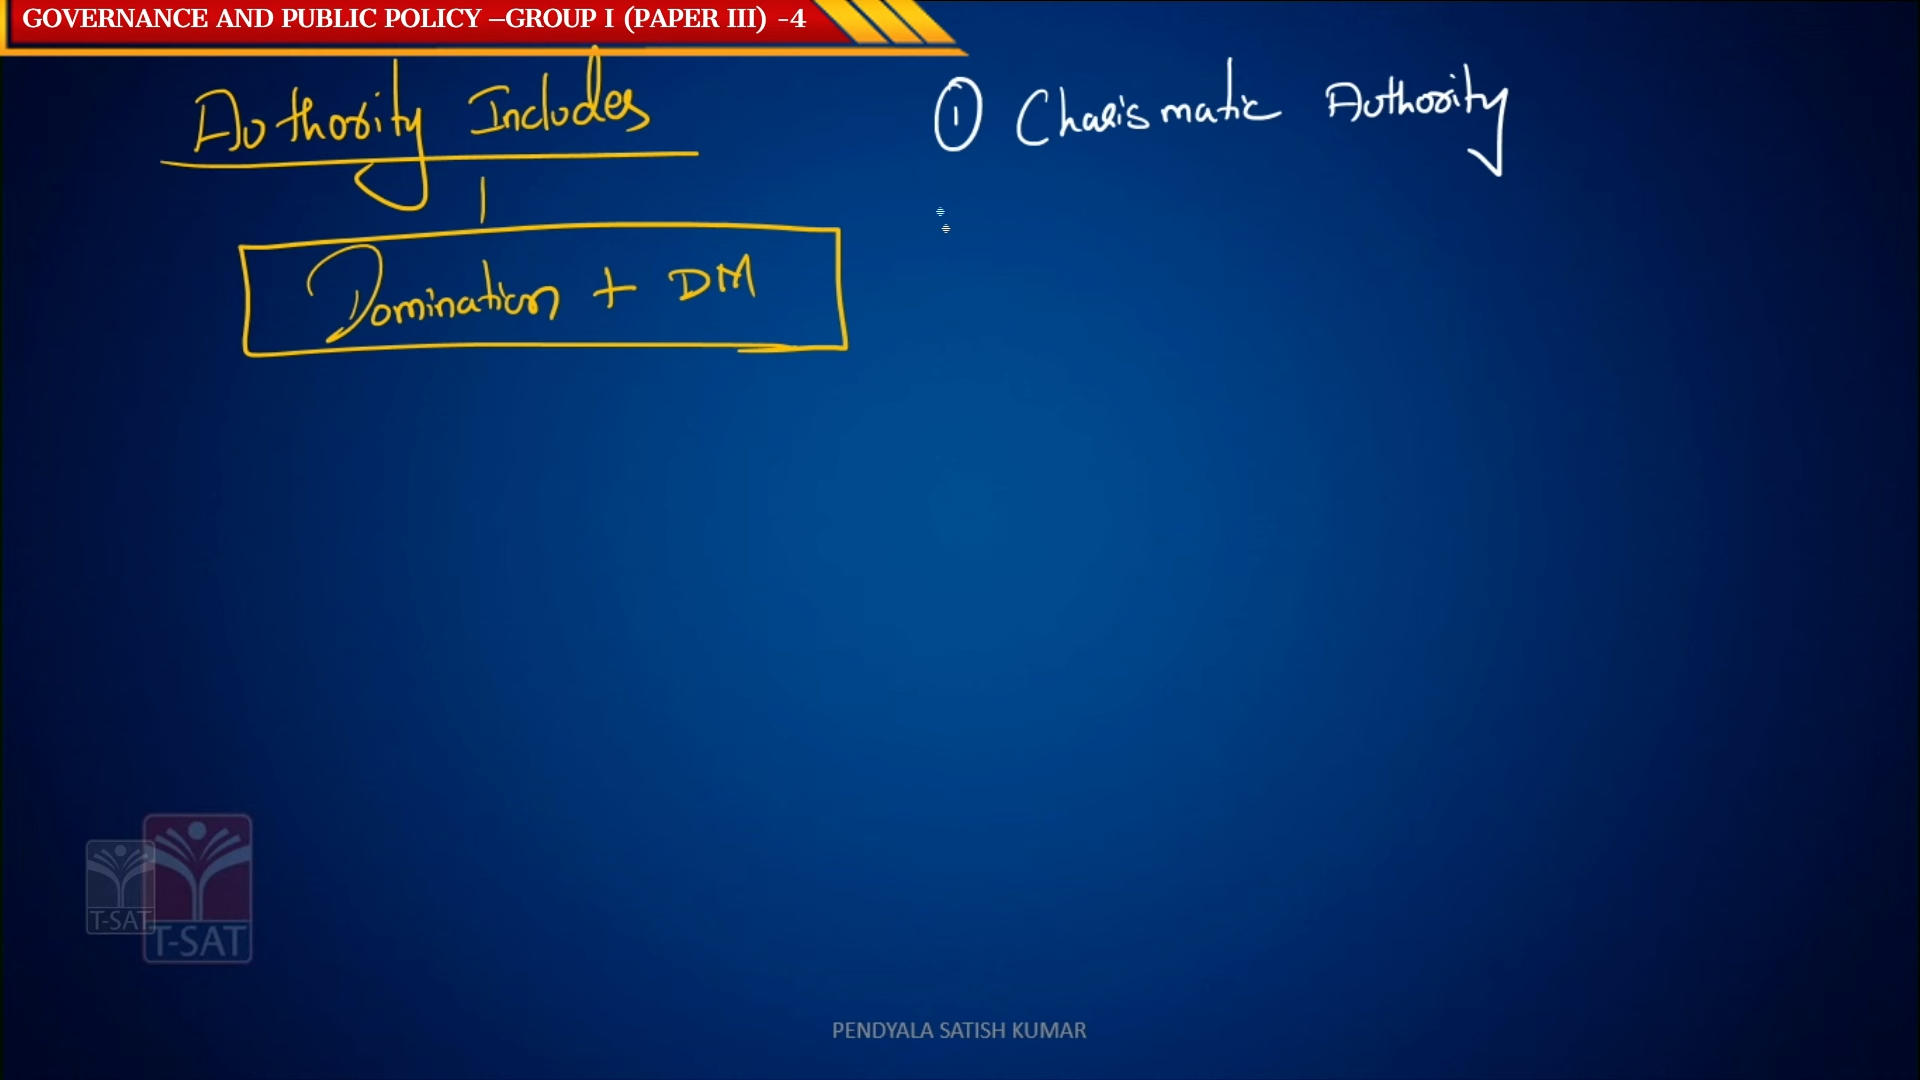 GOVERNANCE AND PUBLIC POLICY –GROUP I (PAPER III) -4
Authority Includes
Domination + DM
① Charismatic Authority
T-SAT
T-SAT
PENDYALA SATISH KUMAR